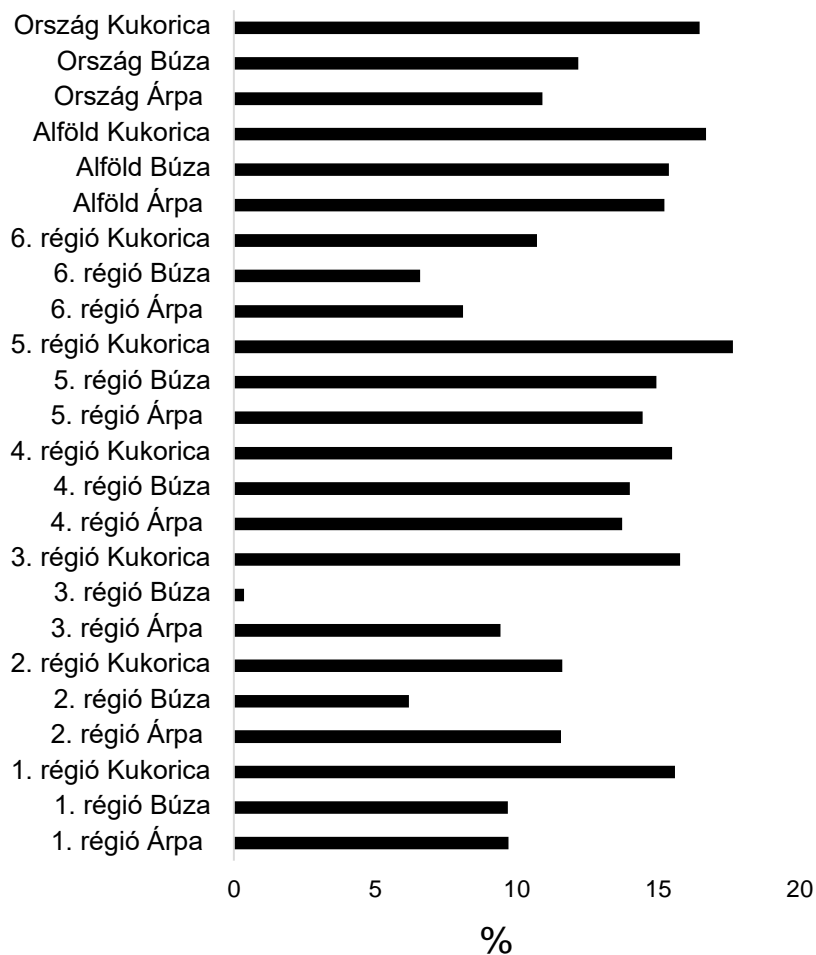 Ország Kukorica
Ország Búza
Ország Árpa
Alföld Kukorica
Alföld Búza
Alföld Árpa
6. régió Kukorica
6. régió Búza
6. régió Árpa
5. régió Kukorica
5. régió Búza
5. régió Árpa
4. régió Kukorica
4. régió Búza
4. régió Árpa
3. régió Kukorica
3. régió Búza
3. régió Árpa
2. régió Kukorica
2. régió Búza
2. régió Árpa
1. régió Kukorica
1. régió Búza
1. régió Árpa
0 5 10 15 20
%